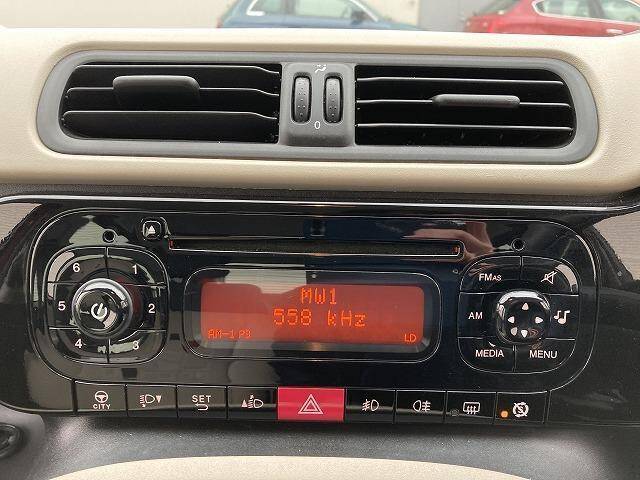 0
6 1
5 2
4 3
MW1
558 kHz
AM-1 P3
LD
FMAS
AM
MEDIA MENU
CITY
SET